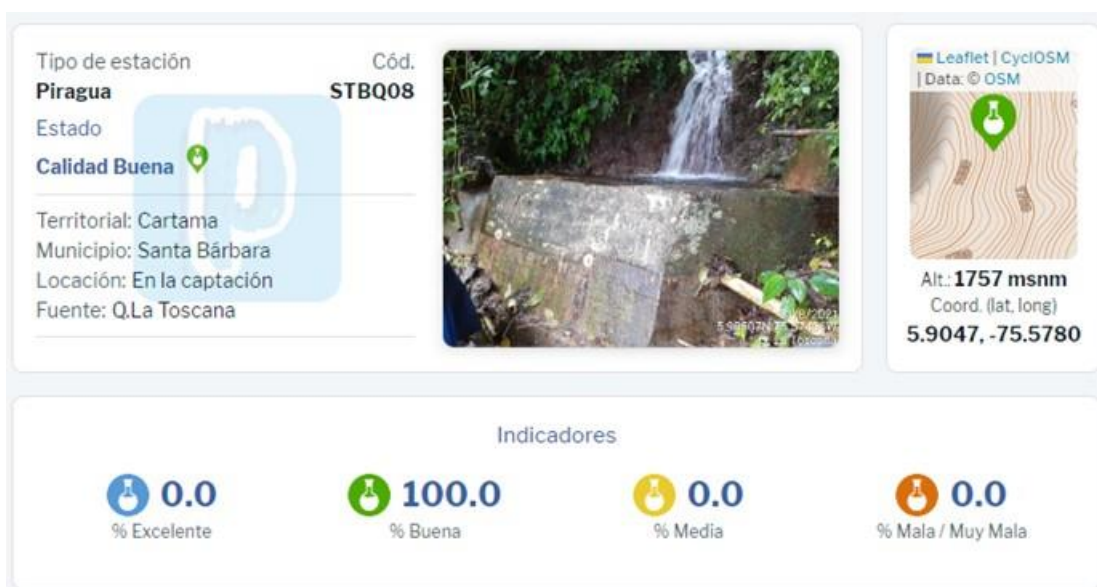 Tipo de estación Cód.
Piragua STBQ08
Estado
Calidad Buena
Territorial: Cartama
Municipio: Santa Bárbara
Locación: En la captación
Fuente: Q.La Toscana
Leaflet | CyclOSM
| Data: © OSM
Alt.: 1757 msnm
Coord. (lat, long)
5.9047, -75.5780
Indicadores
0.0 100.0 0.0 0.0
% Excelente % Buena % Media % Mala / Muy Mala